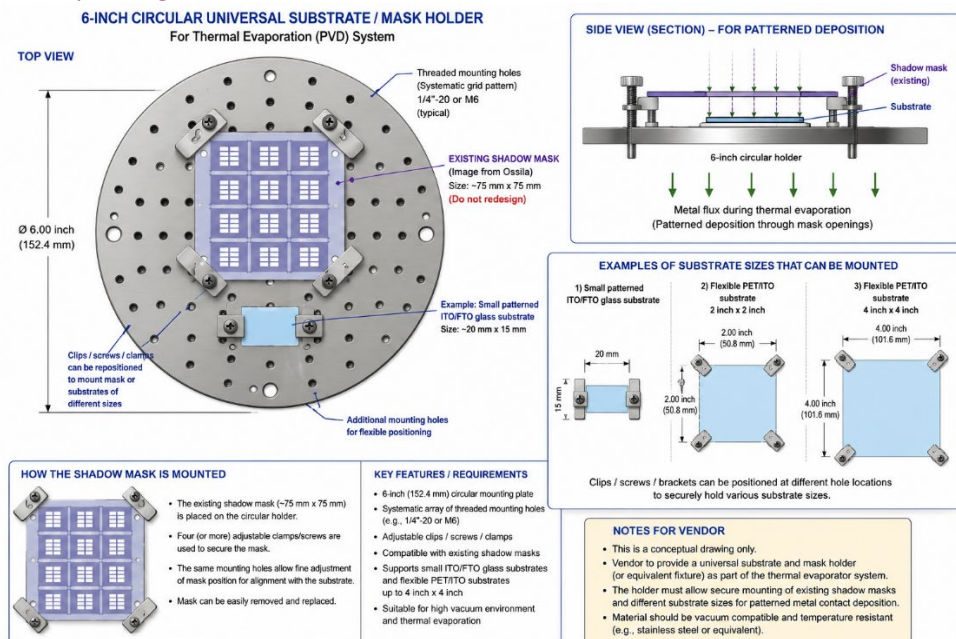 6-INCH CIRCULAR UNIVERSAL SUBSTRATE / MASK HOLDER
For Thermal Evaporation (PVD) System
TOP VIEW
Threaded mounting holes
(Systematic grid pattern)
1/4"-20 or M6
(typical)
EXISTING SHADOW MASK
(Image from Ossila)
Size: ~75 mm x 75 mm
(Do not redesign)
Ø 6.00 inch
(152.4 mm)
Example: Small patterned
ITO/FTO glass substrate
Size: ~20 mm x 15 mm
Clips / screws / clamps
can be repositioned
to mount mask or
substrates of
different sizes
Additional mounting holes
for flexible positioning
SIDE VIEW (SECTION) – FOR PATTERNED DEPOSITION
Shadow mask
(existing)
Substrate
6-inch circular holder
Metal flux during thermal evaporation
(Patterned deposition through mask openings)
EXAMPLES OF SUBSTRATE SIZES THAT CAN BE MOUNTED
1) Small patterned
ITO/FTO glass substrate
20 mm
15 mm
2) Flexible PET/ITO
substrate
2 inch x 2 inch
2.00 inch
(50.8 mm)
2.00 inch
(50.8 mm)
3) Flexible PET/ITO
substrate
4 inch x 4 inch
4.00 inch
(101.6 mm)
4.00 inch
(101.6 mm)
Clips / screws / brackets can be positioned at different hole locations
to securely hold various substrate sizes.
HOW THE SHADOW MASK IS MOUNTED
• The existing shadow mask (~75 mm x 75 mm)
is placed on the circular holder.
• Four (or more) adjustable clamps/screws are
used to secure the mask.
• The same mounting holes allow fine adjustment
of mask position for alignment with the substrate.
• Mask can be easily removed and replaced.
KEY FEATURES / REQUIREMENTS
• 6-inch (152.4 mm) circular mounting plate
• Systematic array of threaded mounting holes
(e.g., 1/4"-20 or M6)
• Adjustable clips / screws / clamps
• Compatible with existing shadow masks
• Supports small ITO/FTO glass substrates
and flexible PET/ITO substrates
up to 4 inch x 4 inch
• Suitable for high vacuum environment
and thermal evaporation
NOTES FOR VENDOR
• This is a conceptual drawing only.
• Vendor to provide a universal substrate and mask holder
(or equivalent fixture) as part of the thermal evaporator system.
• The holder must allow secure mounting of existing shadow masks
and different substrate sizes for patterned metal contact deposition.
• Material should be vacuum compatible and temperature resistant
(e.g., stainless steel or equivalent).